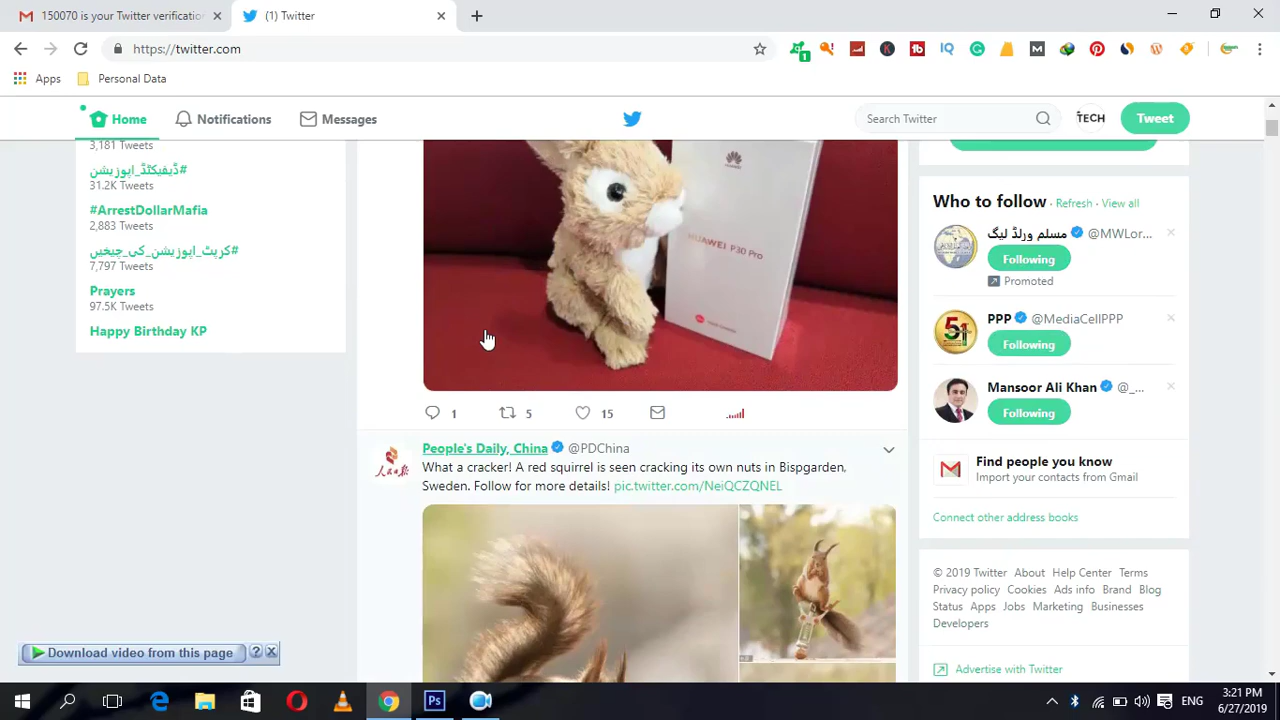 150070 is your Twitter verificatio
(1) Twitter
https://twitter.com
1
Apps
Personal Data
Home
Notifications
Messages
Search Twitter
TECH
Tweet
3,181 Tweets
#ڈیفیکٹڈ_اپوزیشن
31.2K Tweets
#ArrestDollarMafia
2,883 Tweets
#کرپٹ_اپوزیشن_کی_چیخیں
7,797 Tweets
Prayers
97.5K Tweets
Happy Birthday KP
HUAWEI P30 Pro
1 5 15
People's Daily, China @PDChina
What a cracker! A red squirrel is seen cracking its own nuts in Bispgarden,
Sweden. Follow for more details! pic.twitter.com/NeiQCZQNEL
Who to follow · Refresh · View all
مسلم ورلڈ لیگ @MWLor...
Following
Promoted
PPP @MediaCellPPP
Following
Mansoor Ali Khan @_...
Following
Find people you know
Import your contacts from Gmail
Connect other address books
© 2019 Twitter About Help Center Terms
Privacy policy Cookies Ads info Brand Blog
Status Apps Jobs Marketing Businesses
Developers
Advertise with Twitter
Download video from this page
ENG
3:21 PM
6/27/2019